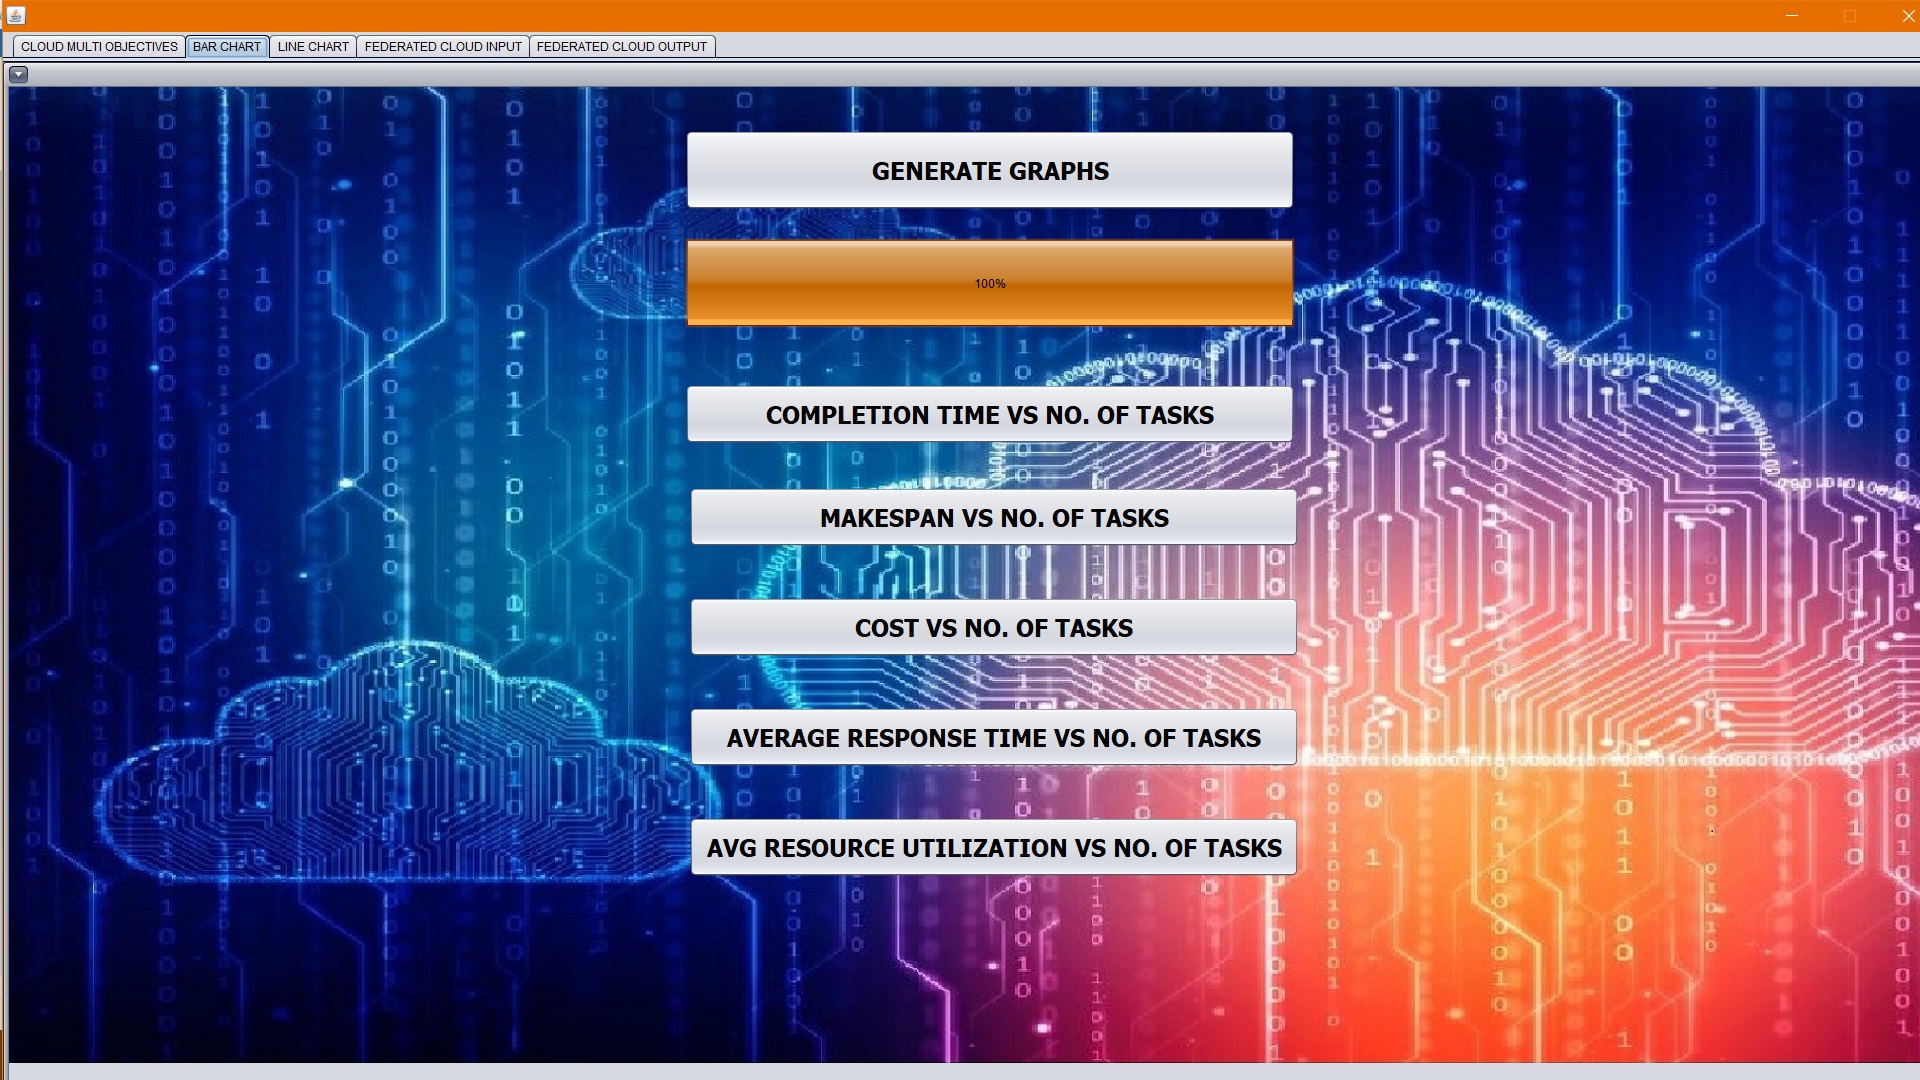 CLOUD MULTI OBJECTIVES BAR CHART LINE CHART FEDERATED CLOUD INPUT FEDERATED CLOUD OUTPUT
GENERATE GRAPHS
100%
COMPLETION TIME VS NO. OF TASKS
MAKESPAN VS NO. OF TASKS
COST VS NO. OF TASKS
AVERAGE RESPONSE TIME VS NO. OF TASKS
AVG RESOURCE UTILIZATION VS NO. OF TASKS